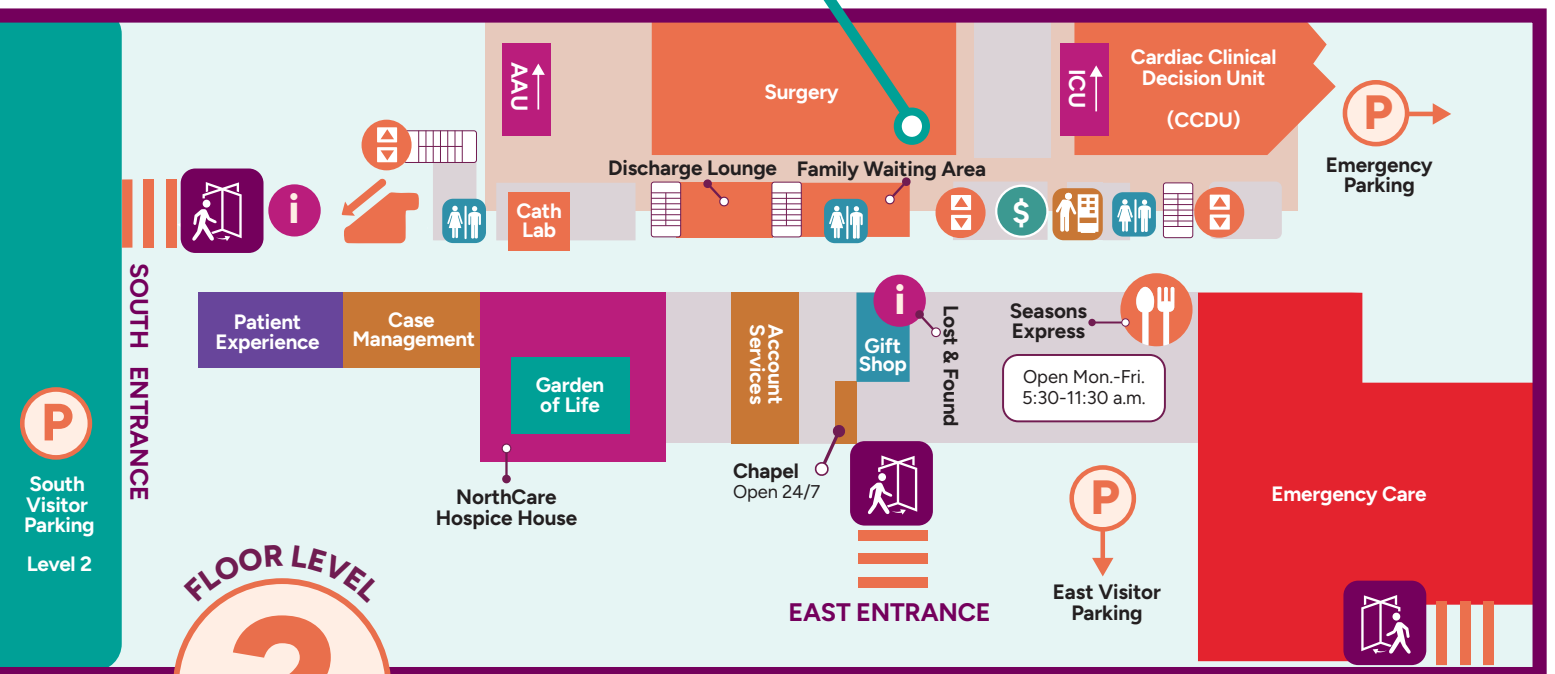 AAU
Surgery
ICU
Cardiac Clinical
Decision Unit
(CCDU)
P
Emergency
Parking
Discharge Lounge
Family Waiting Area
i
Cath
Lab
$
SOUTH ENTRANCE
Patient
Experience
Case
Management
Garden
of Life
NorthCare
Hospice House
Account
Services
i
Gift
Shop
Lost & Found
Seasons
Express
Open Mon.-Fri.
5:30-11:30 a.m.
Chapel
Open 24/7
EAST ENTRANCE
P
East Visitor
Parking
Emergency Care
P
South
Visitor
Parking
Level 2
FLOOR LEVEL
2